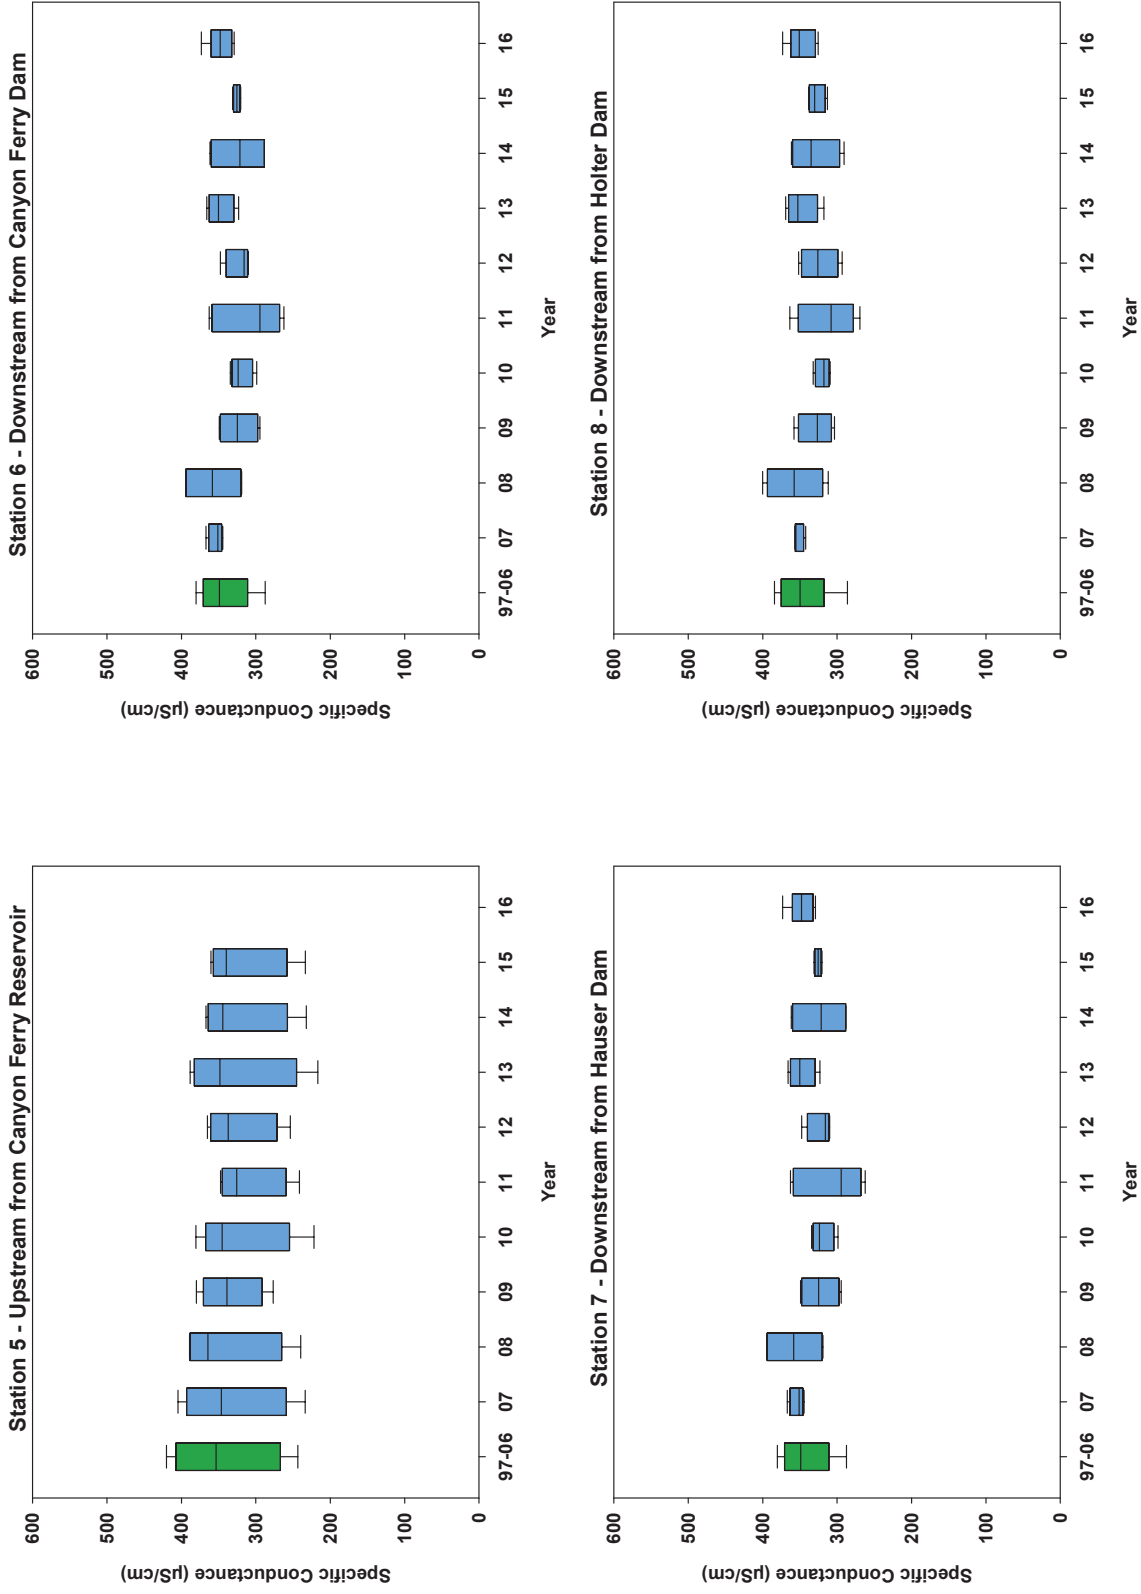 Station 5 - Upstream from Canyon Ferry Reservoir
Specific Conductance (µS/cm)
600
500
400
300
200
100
0
97-06 07 08 09 10 11 12 13 14 15 16
Year
Station 6 - Downstream from Canyon Ferry Dam
Specific Conductance (µS/cm)
600
500
400
300
200
100
0
97-06 07 08 09 10 11 12 13 14 15 16
Year
Station 7 - Downstream from Hauser Dam
Specific Conductance (µS/cm)
600
500
400
300
200
100
0
97-06 07 08 09 10 11 12 13 14 15 16
Year
Station 8 - Downstream from Holter Dam
Specific Conductance (µS/cm)
600
500
400
300
200
100
0
97-06 07 08 09 10 11 12 13 14 15 16
Year